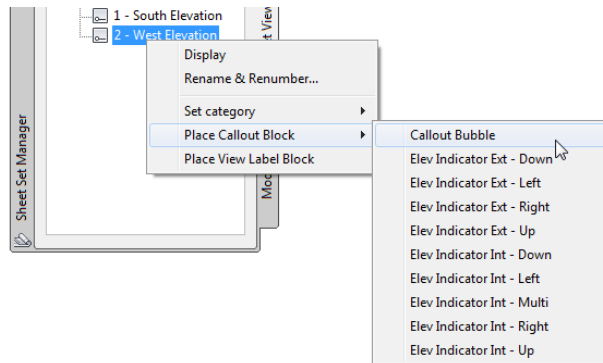 1 - South Elevation
2 - West Elevation
Display
Rename & Renumber...
Set category
Place Callout Block
Place View Label Block
Callout Bubble
Elev Indicator Ext - Down
Elev Indicator Ext - Left
Elev Indicator Ext - Right
Elev Indicator Ext - Up
Elev Indicator Int - Down
Elev Indicator Int - Left
Elev Indicator Int - Multi
Elev Indicator Int - Right
Elev Indicator Int - Up
Sheet Set Manager
View
Mo